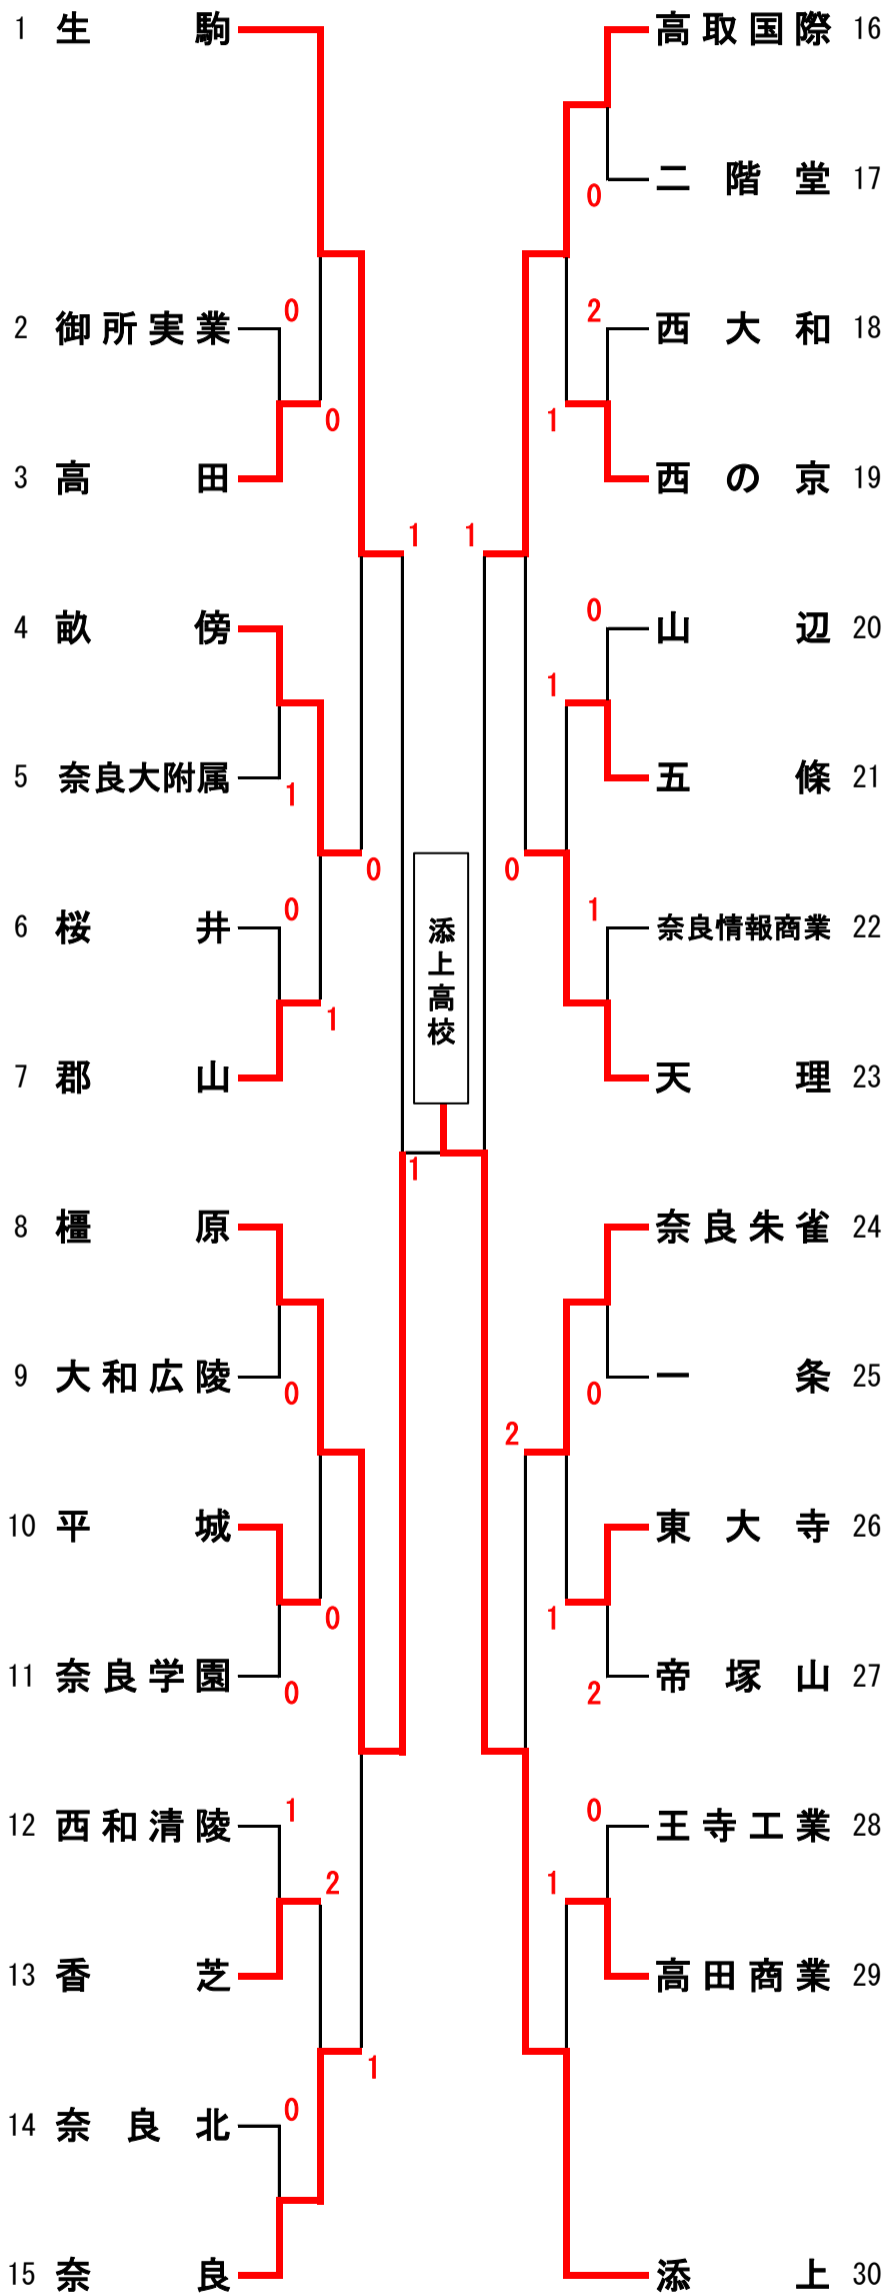 1 生駒
2 御所実業
3 高田
4 畝傍
5 奈良大附属
6 桜井
7 郡山
8 橿原
9 大和広陵
10 平城
11 奈良学園
12 西和清陵
13 香芝
14 奈良北
15 奈良
0
0
1
1
0
0
1
0
0
0
1
2
1
0
添上高校
1
1
高取国際 16
二階堂 17
西大和 18
西の京 19
山辺 20
五條 21
奈良情報商業 22
天理 23
奈良朱雀 24
一条 25
東大寺 26
帝塚山 27
王寺工業 28
高田商業 29
添上 30
0
2
1
0
1
0
1
0
2
1
2
0
1